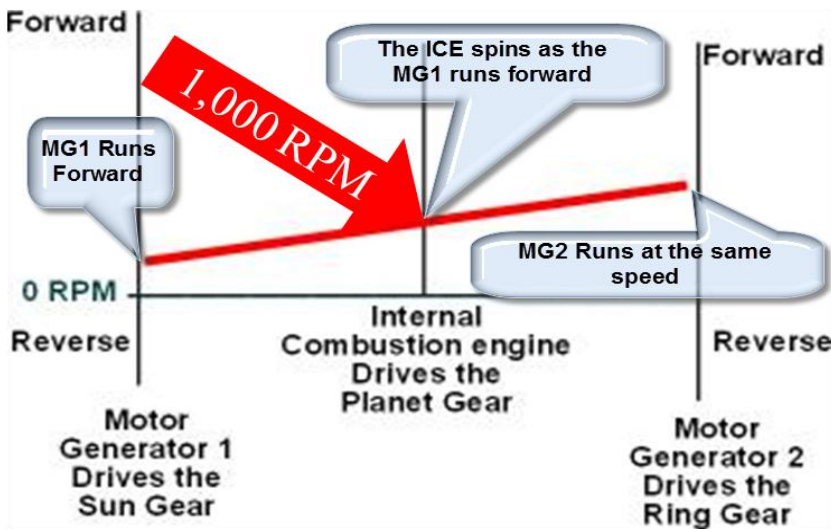 Forward
The ICE spins as the
MG1 runs forward
Forward
1,000 RPM
MG1 Runs
Forward
MG2 Runs at the same
speed
0 RPM
Reverse
Internal
Combustion engine
Drives the
Planet Gear
Reverse
Motor
Generator 1
Drives the
Sun Gear
Motor
Generator 2
Drives the
Ring Gear